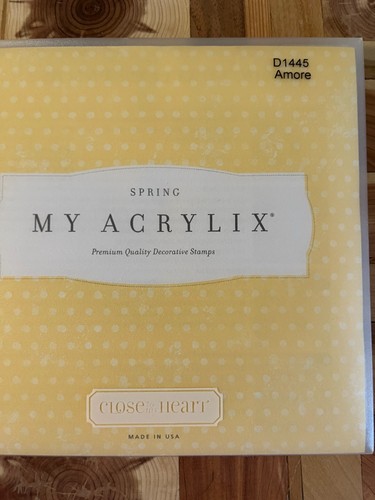 D1445
Amore
SPRING
MY ACRYLIX®
Premium Quality Decorative Stamps
CLOSE TO MY HEART®
MADE IN USA